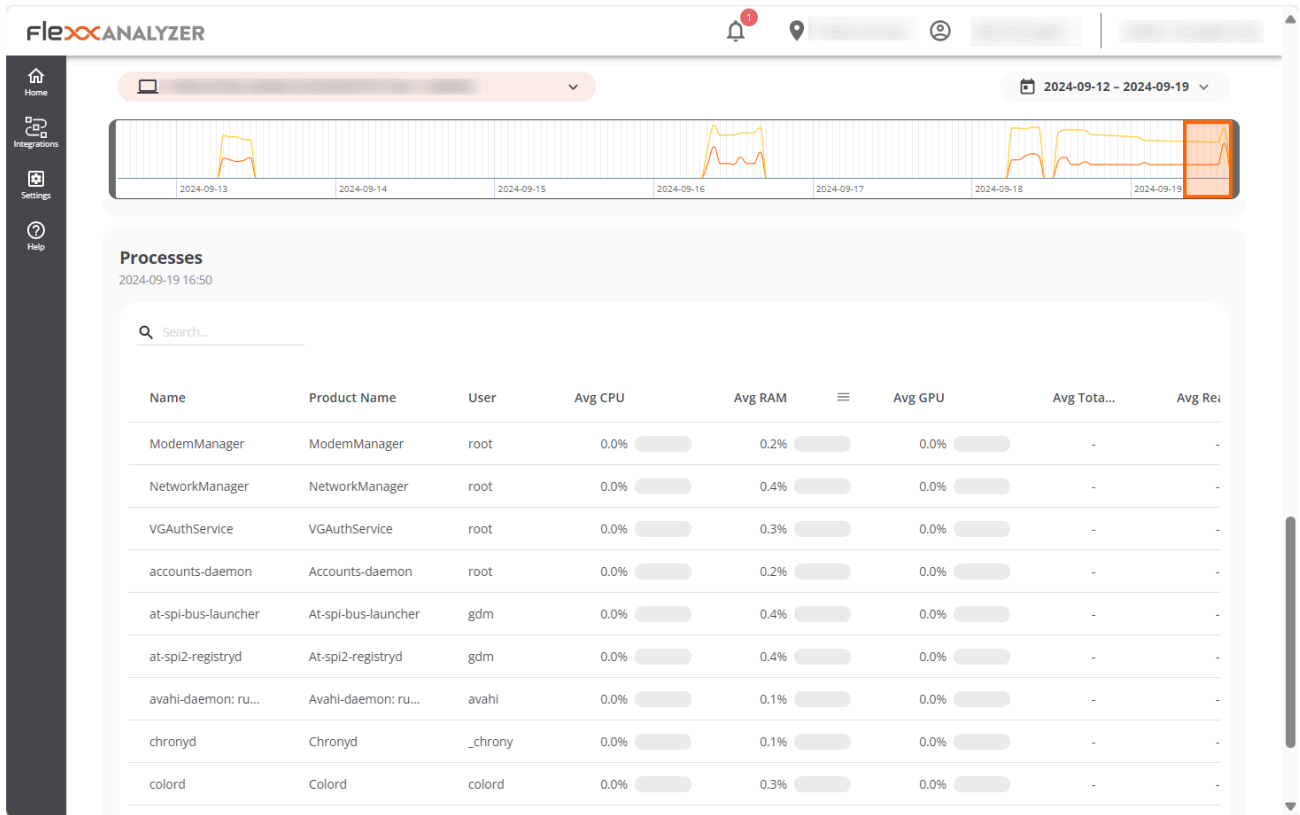 FlexxANALYZER
1
Home
Integrations
Settings
Help
2024-09-12 – 2024-09-19
2024-09-13 2024-09-14 2024-09-15 2024-09-16 2024-09-17 2024-09-18 2024-09-19
Processes
2024-09-19 16:50
Search...
Name Product Name User Avg CPU Avg RAM Avg GPU Avg Tota... Avg Rea
ModemManager ModemManager root 0.0% 0.2% 0.0% - -
NetworkManager NetworkManager root 0.0% 0.4% 0.0% - -
VGAuthService VGAuthService root 0.0% 0.3% 0.0% - -
accounts-daemon Accounts-daemon root 0.0% 0.2% 0.0% - -
at-spi-bus-launcher At-spi-bus-launcher gdm 0.0% 0.4% 0.0% - -
at-spi2-registryd At-spi2-registryd gdm 0.0% 0.4% 0.0% - -
avahi-daemon: ru... Avahi-daemon: ru... avahi 0.0% 0.1% 0.0% - -
chronyd Chronyd _chrony 0.0% 0.1% 0.0% - -
colord Colord colord 0.0% 0.3% 0.0% - -